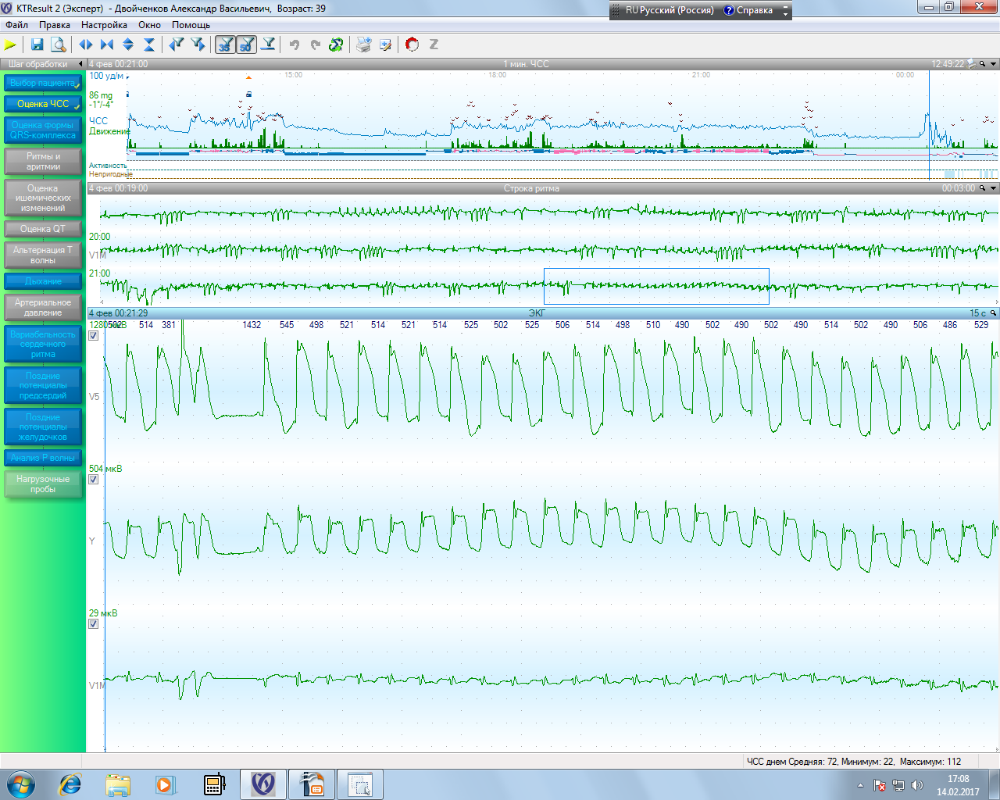 KTResult 2 (Эксперт) - Двойченков Александр Васильевич, Возраст: 39
RU Русский (Россия) Справка
Файл Правка Настройка Окно Помощь
35 50
Шаг обработки
Выбор пациента
Оценка ЧСС
Оценка формы
QRS-комплекса
Ритмы и
аритмии
Оценка
ишемических
изменений
Оценка QT
Альтернация T
волны
Дыхание
Артериальное
давление
Вариабельность
сердечного
ритма
Поздние
потенциалы
предсердий
Поздние
потенциалы
желудочков
Анализ P волны
Нагрузочные
пробы
4 фев 00:21:00 1 мин. ЧСС 12:49:22
100 уд/м 15:00 18:00 21:00 00:00
86 mg
-1°/-4°
ЧСС
Движение
Активность
Непригодные
4 фев 00:19:00 Строка ритма 00:03:00
20:00
V1M
21:00
4 фев 00:21:29 ЭКГ 15 с
514 381 1432 545 498 521 514 521 514 525 502 525 506 514 498 510 490 502 490 502 490 514 502 490 506 486 529
V5
504 мкВ
Y
29 мкВ
V1M
ЧСС днем Средняя: 72, Минимум: 22, Максимум: 112
17:08
14.02.2017